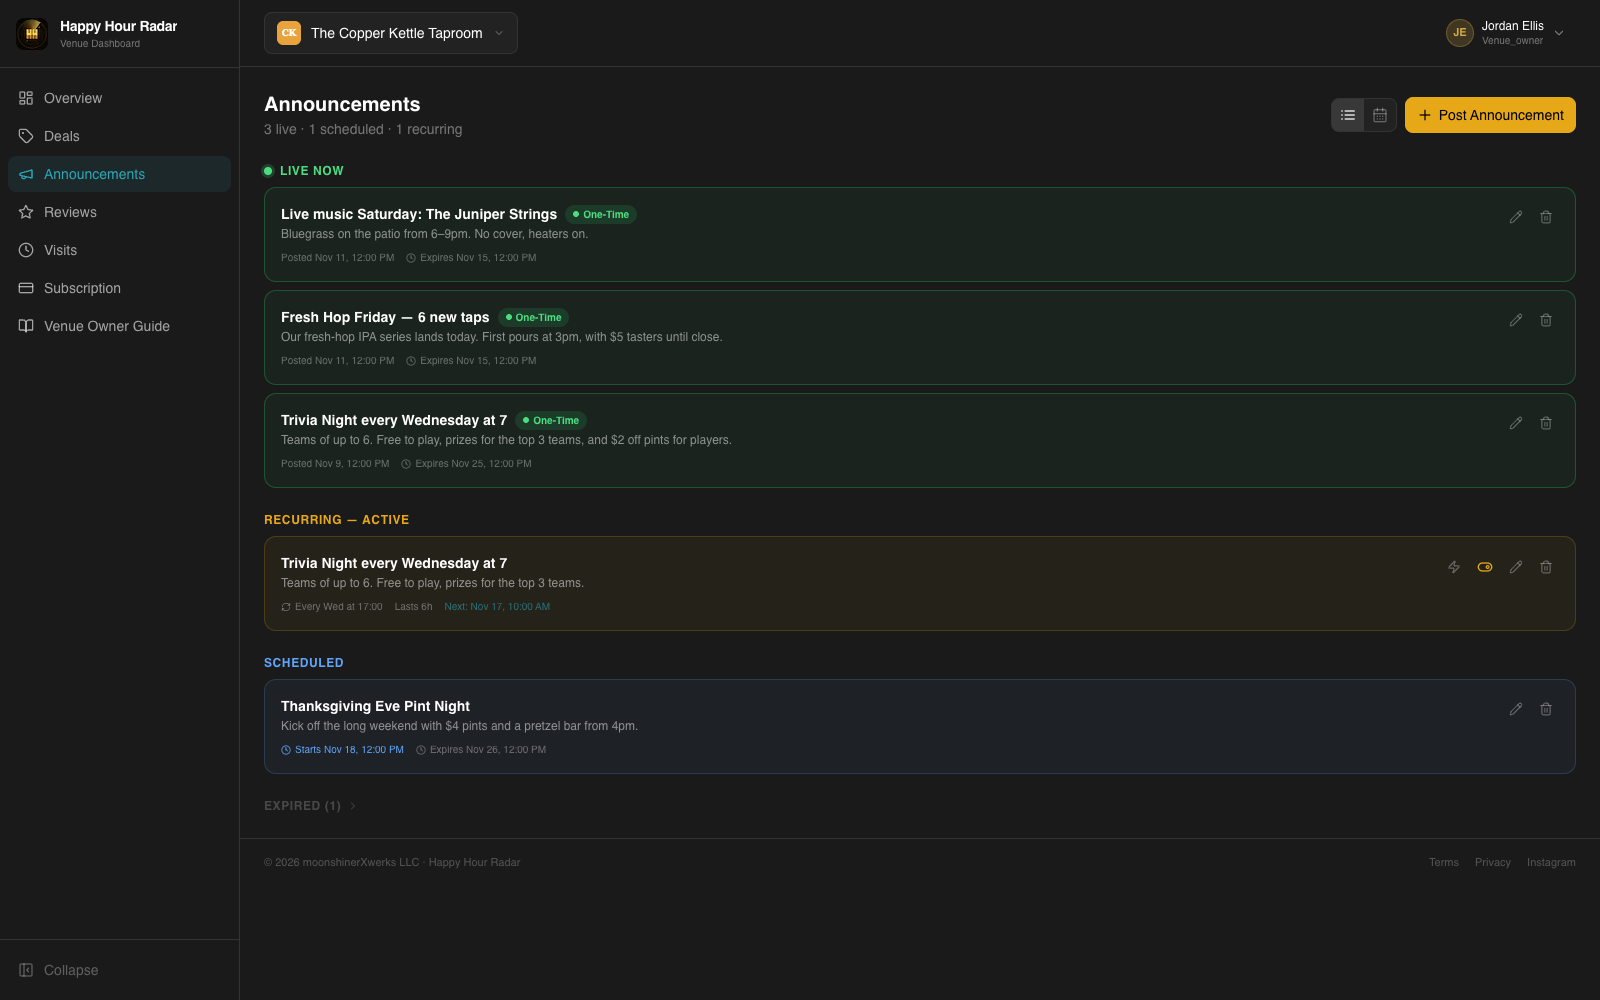 Happy Hour Radar
Venue Dashboard
Overview
Deals
Announcements
Reviews
Visits
Subscription
Venue Owner Guide
Collapse
CK The Copper Kettle Taproom
JE Jordan Ellis
Venue_owner
Announcements
3 live · 1 scheduled · 1 recurring
Post Announcement
LIVE NOW
Live music Saturday: The Juniper Strings One-Time
Bluegrass on the patio from 6–9pm. No cover, heaters on.
Posted Nov 11, 12:00 PM Expires Nov 15, 12:00 PM
Fresh Hop Friday — 6 new taps One-Time
Our fresh-hop IPA series lands today. First pours at 3pm, with $5 tasters until close.
Posted Nov 11, 12:00 PM Expires Nov 15, 12:00 PM
Trivia Night every Wednesday at 7 One-Time
Teams of up to 6. Free to play, prizes for the top 3 teams, and $2 off pints for players.
Posted Nov 9, 12:00 PM Expires Nov 25, 12:00 PM
RECURRING — ACTIVE
Trivia Night every Wednesday at 7
Teams of up to 6. Free to play, prizes for the top 3 teams.
Every Wed at 17:00 Lasts 6h Next: Nov 17, 10:00 AM
SCHEDULED
Thanksgiving Eve Pint Night
Kick off the long weekend with $4 pints and a pretzel bar from 4pm.
Starts Nov 18, 12:00 PM Expires Nov 26, 12:00 PM
EXPIRED (1)
© 2026 moonshinerXwerks LLC · Happy Hour Radar
Terms Privacy Instagram